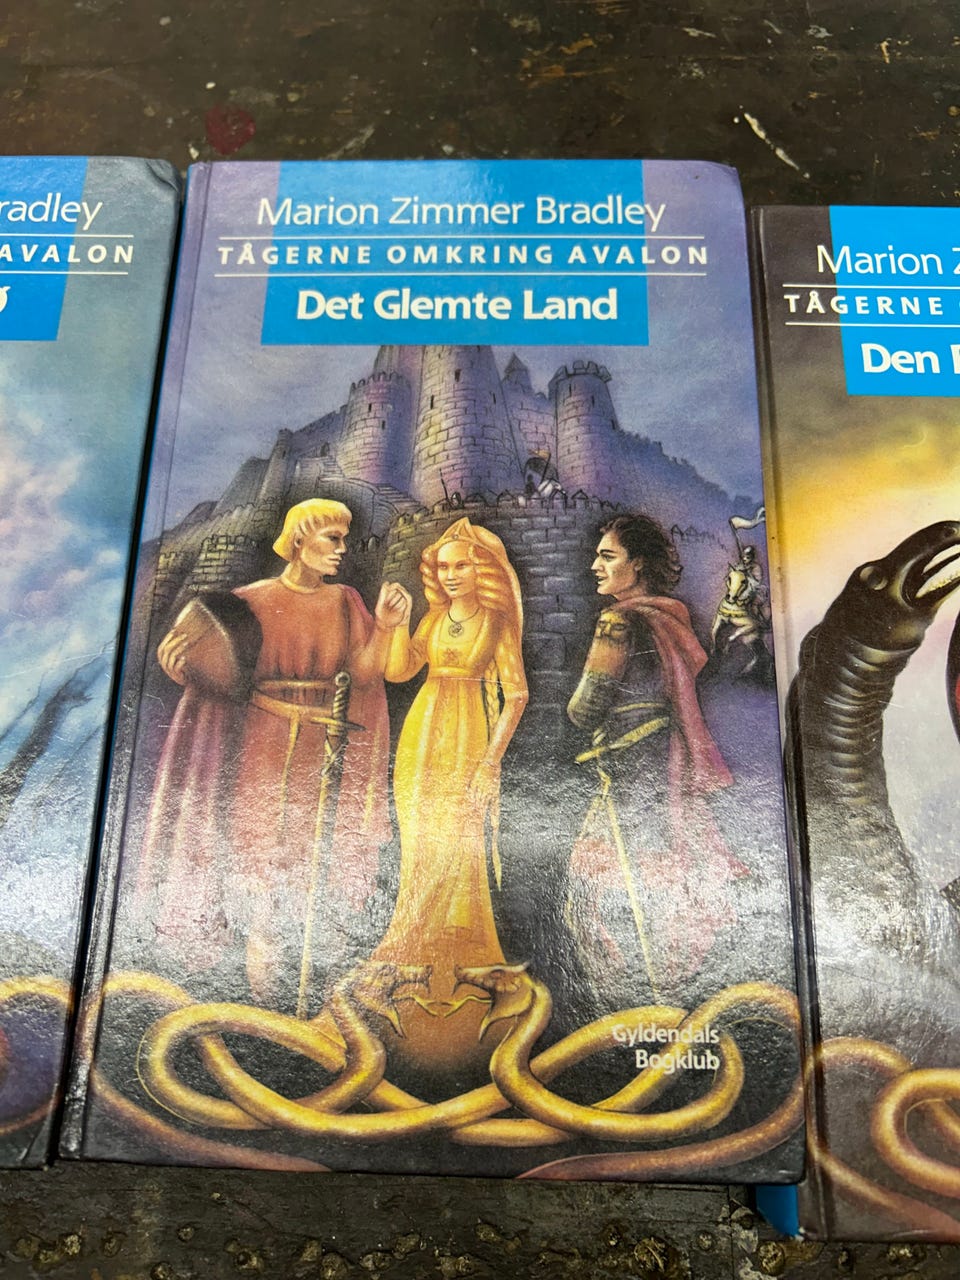 radley
AVALON
Ø
Marion Zimmer Bradley
TÅGERNE OMKRING AVALON
Det Glemte Land
Gyldendals
Bogklub
Marion
TÅGERNE
Den